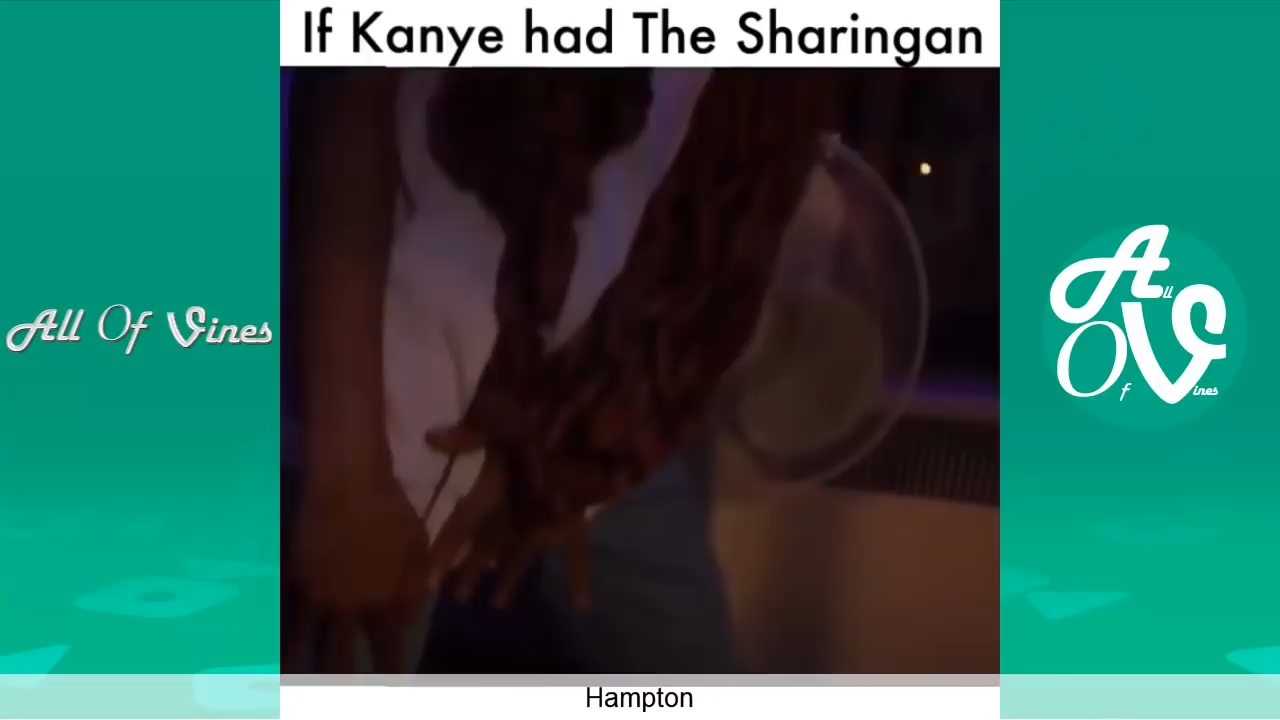 If Kanye had The Sharingan
All Of Vines
All
Of Vines
Hampton